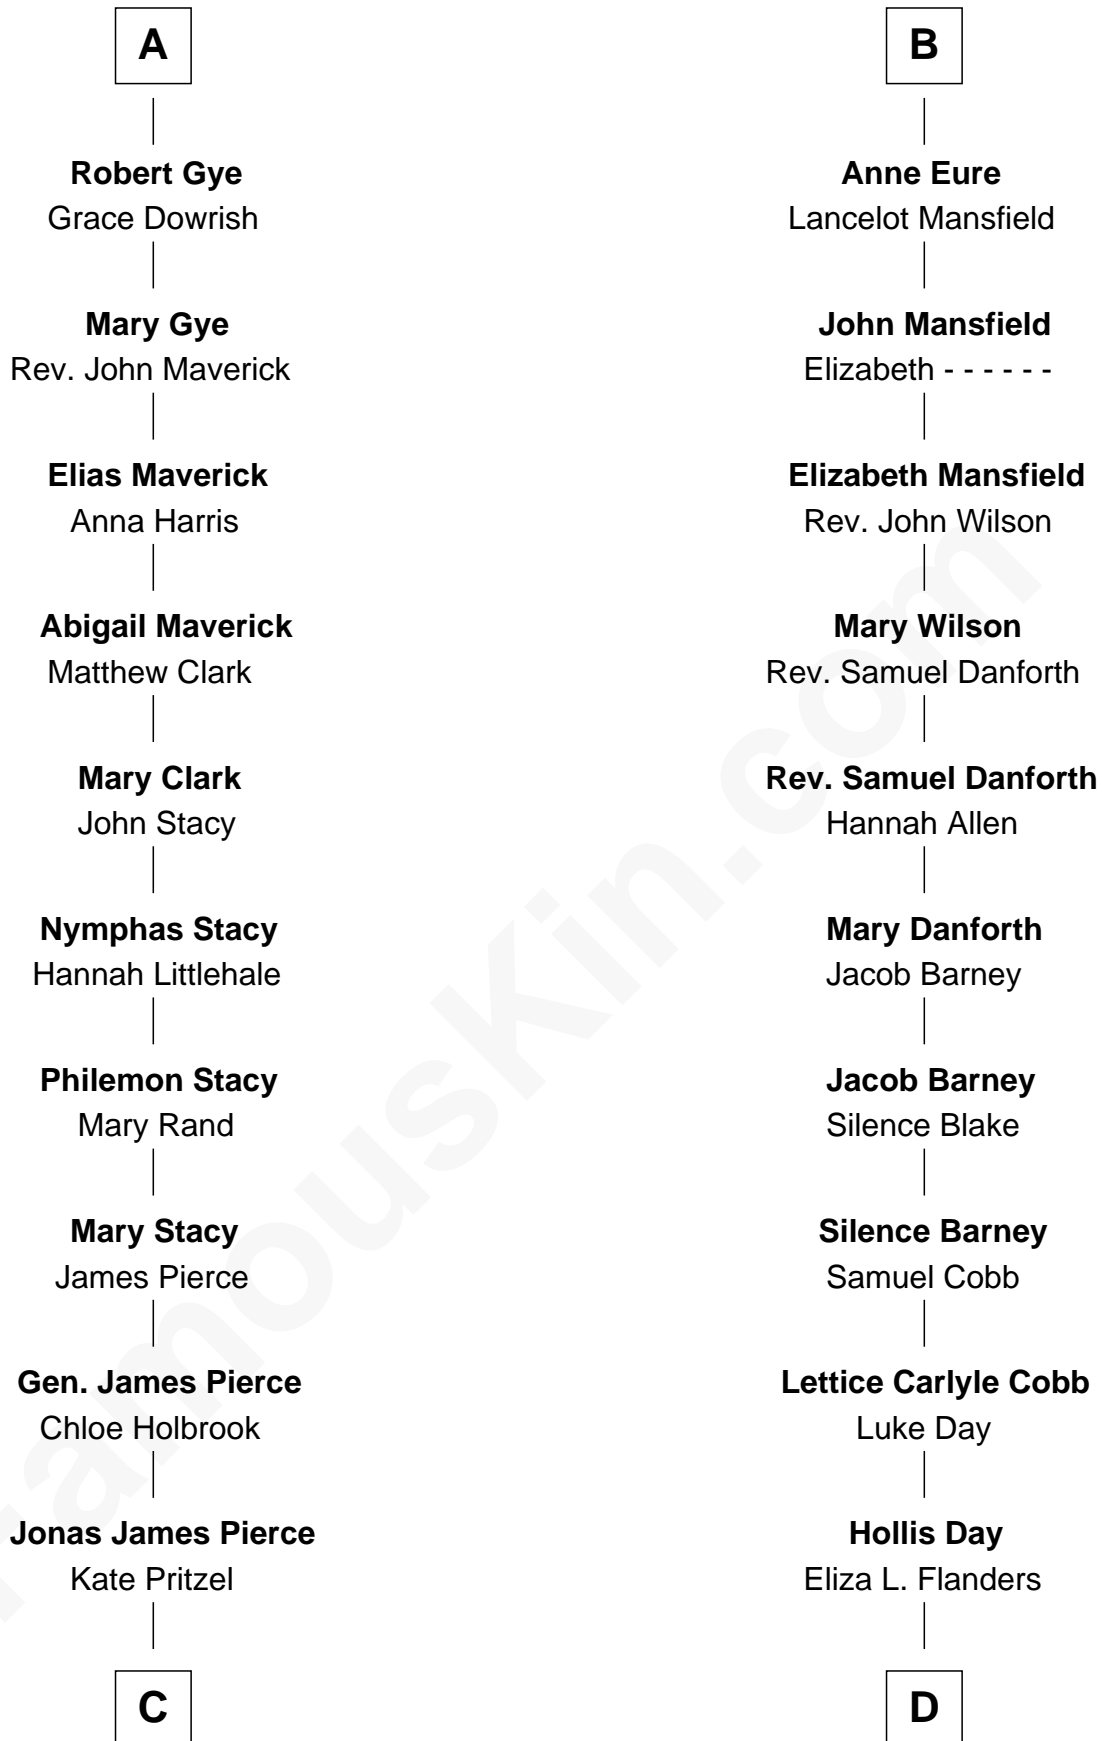 A
Robert Gye
Grace Dowrish
Mary Gye
Rev. John Maverick
Elias Maverick
Anna Harris
Abigail Maverick
Matthew Clark
Mary Clark
John Stacy
Nymphas Stacy
Hannah Littlehale
Philemon Stacy
Mary Rand
Mary Stacy
James Pierce
Gen. James Pierce
Chloe Holbrook
Jonas James Pierce
Kate Pritzel
C
B
Anne Eure
Lancelot Mansfield
John Mansfield
Elizabeth - - - - - -
Elizabeth Mansfield
Rev. John Wilson
Mary Wilson
Rev. Samuel Danforth
Rev. Samuel Danforth
Hannah Allen
Mary Danforth
Jacob Barney
Jacob Barney
Silence Blake
Silence Barney
Samuel Cobb
Lettice Carlyle Cobb
Luke Day
Hollis Day
Eliza L. Flanders
D
FamousKin.com